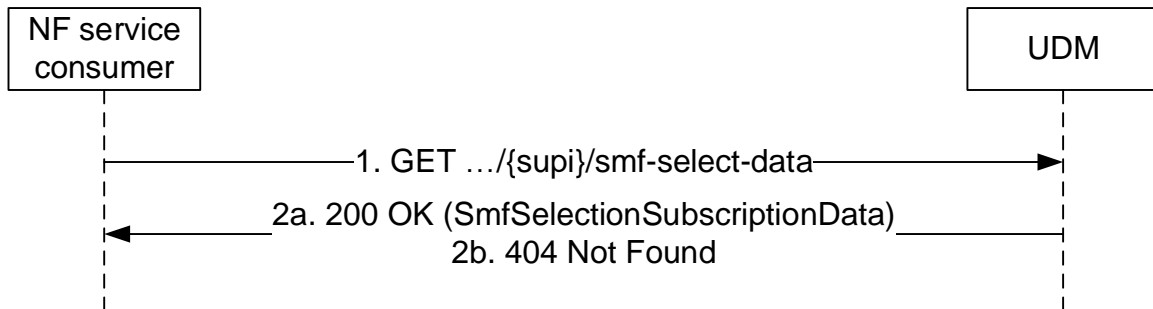 NF service
consumer
UDM
1. GET …/{supi}/smf-select-data
2a. 200 OK (SmfSelectionSubscriptionData)
2b. 404 Not Found